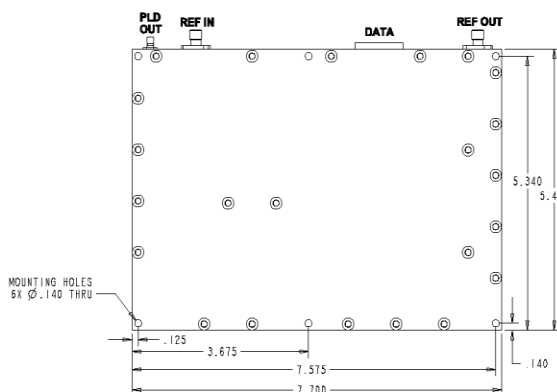 PLD
OUT
REF IN
DATA
REF OUT
5.340
5.4
MOUNTING HOLES
6X Ø.140 THRU
.125
3.675
7.575
.140
7.700